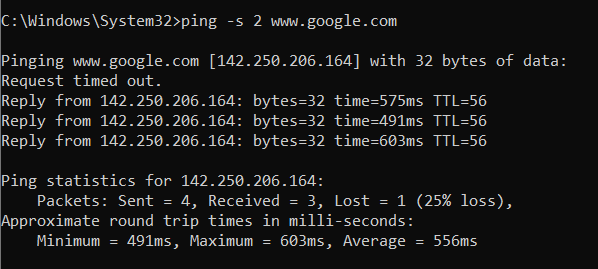 C:\Windows\System32>ping -s 2 www.google.com
Pinging www.google.com [142.250.206.164] with 32 bytes of data:
Request timed out.
Reply from 142.250.206.164: bytes=32 time=575ms TTL=56
Reply from 142.250.206.164: bytes=32 time=491ms TTL=56
Reply from 142.250.206.164: bytes=32 time=603ms TTL=56
Ping statistics for 142.250.206.164:
    Packets: Sent = 4, Received = 3, Lost = 1 (25% loss),
Approximate round trip times in milli-seconds:
    Minimum = 491ms, Maximum = 603ms, Average = 556ms